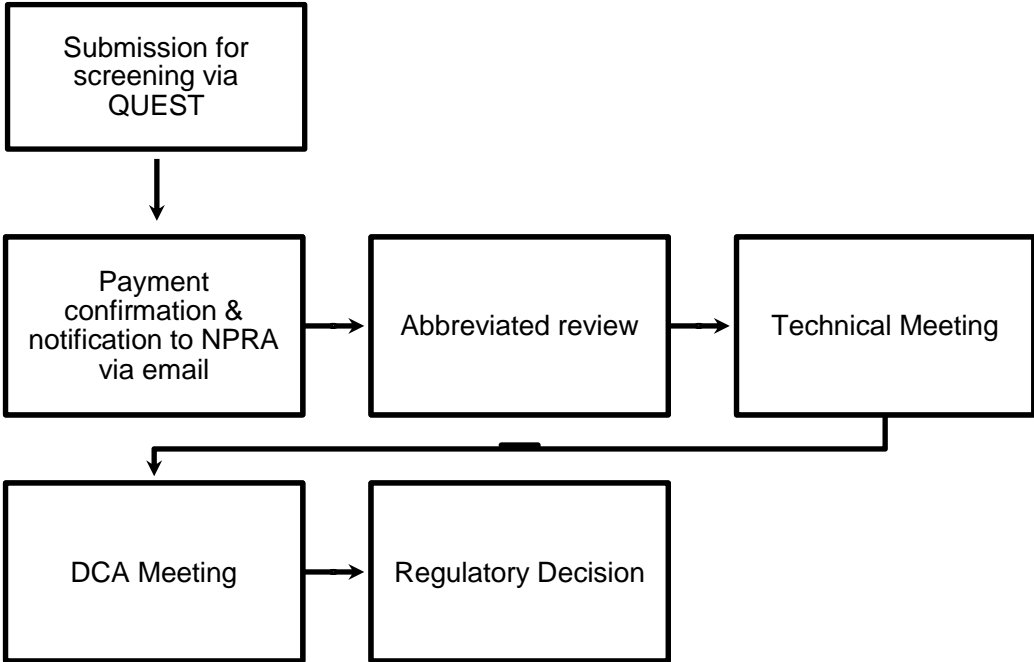 Submission for
screening via
QUEST
Payment
confirmation &
notification to NPRA
via email
Abbreviated review
Technical Meeting
DCA Meeting
Regulatory Decision